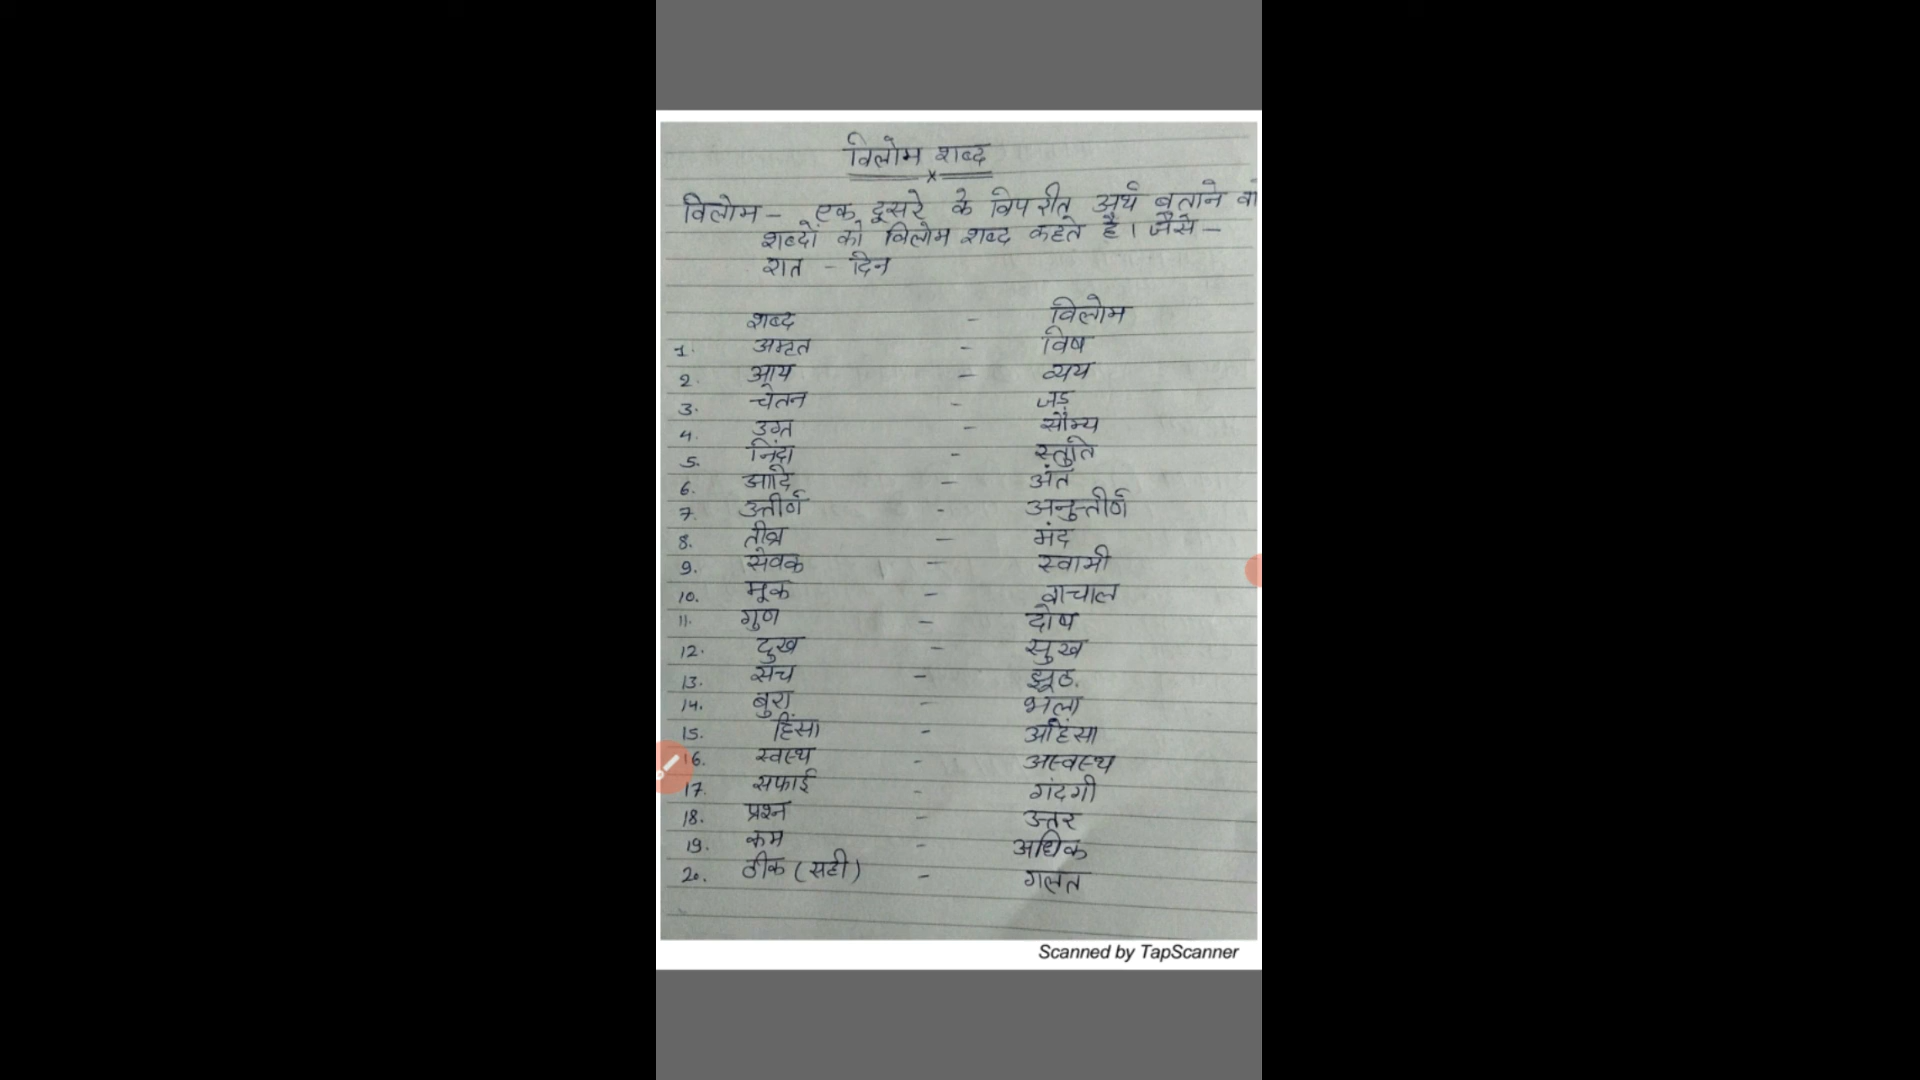 विलोम शब्द
विलोम - एक दूसरे के विपरीत अर्थ बताने
शब्दों को विलोम शब्द कहते है। जैसे -
रात - दिन
शब्द - विलोम
1. अमृत - विष
2. आय - व्यय
3. चेतन - जड़
4. - सौम्य
5. निंदा - स्तुति
6. आदि - अंत
7. उत्तीर्ण - अनुत्तीर्ण
8. तीव्र - मंद
9. सेवक - स्वामी
10. मूक - वाचाल
11. गुण - दोष
12. दुख - सुख
13. सच - झूठ.
14. बुरा - भला
15. हिंसा - अहिंसा
16. स्वस्थ - अस्वस्थ
17. सफाई - गंदगी
18. प्रश्न - उत्तर
19. कम - अधिक
20. ठीक (सही) - गलत
Scanned by TapScanner